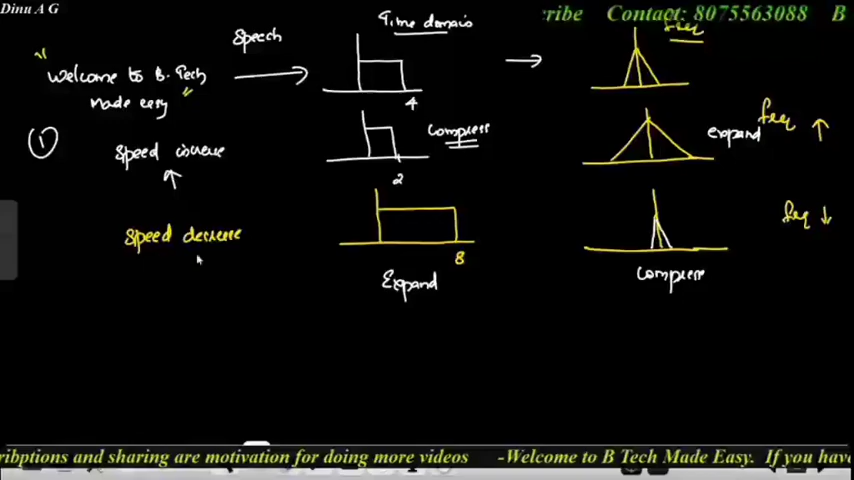 Dinu A G
:ribe Contact: 8075563088 B
Speech
Time domain
freq
"Welcome to B.Tech
made easy"
4
①
Speed increase
compress
2
expand
freq ↑
Speed decrease
8
Expand
freq ↓
compress
ribptions and sharing are motivation for doing more videos -Welcome to B Tech Made Easy. If you have